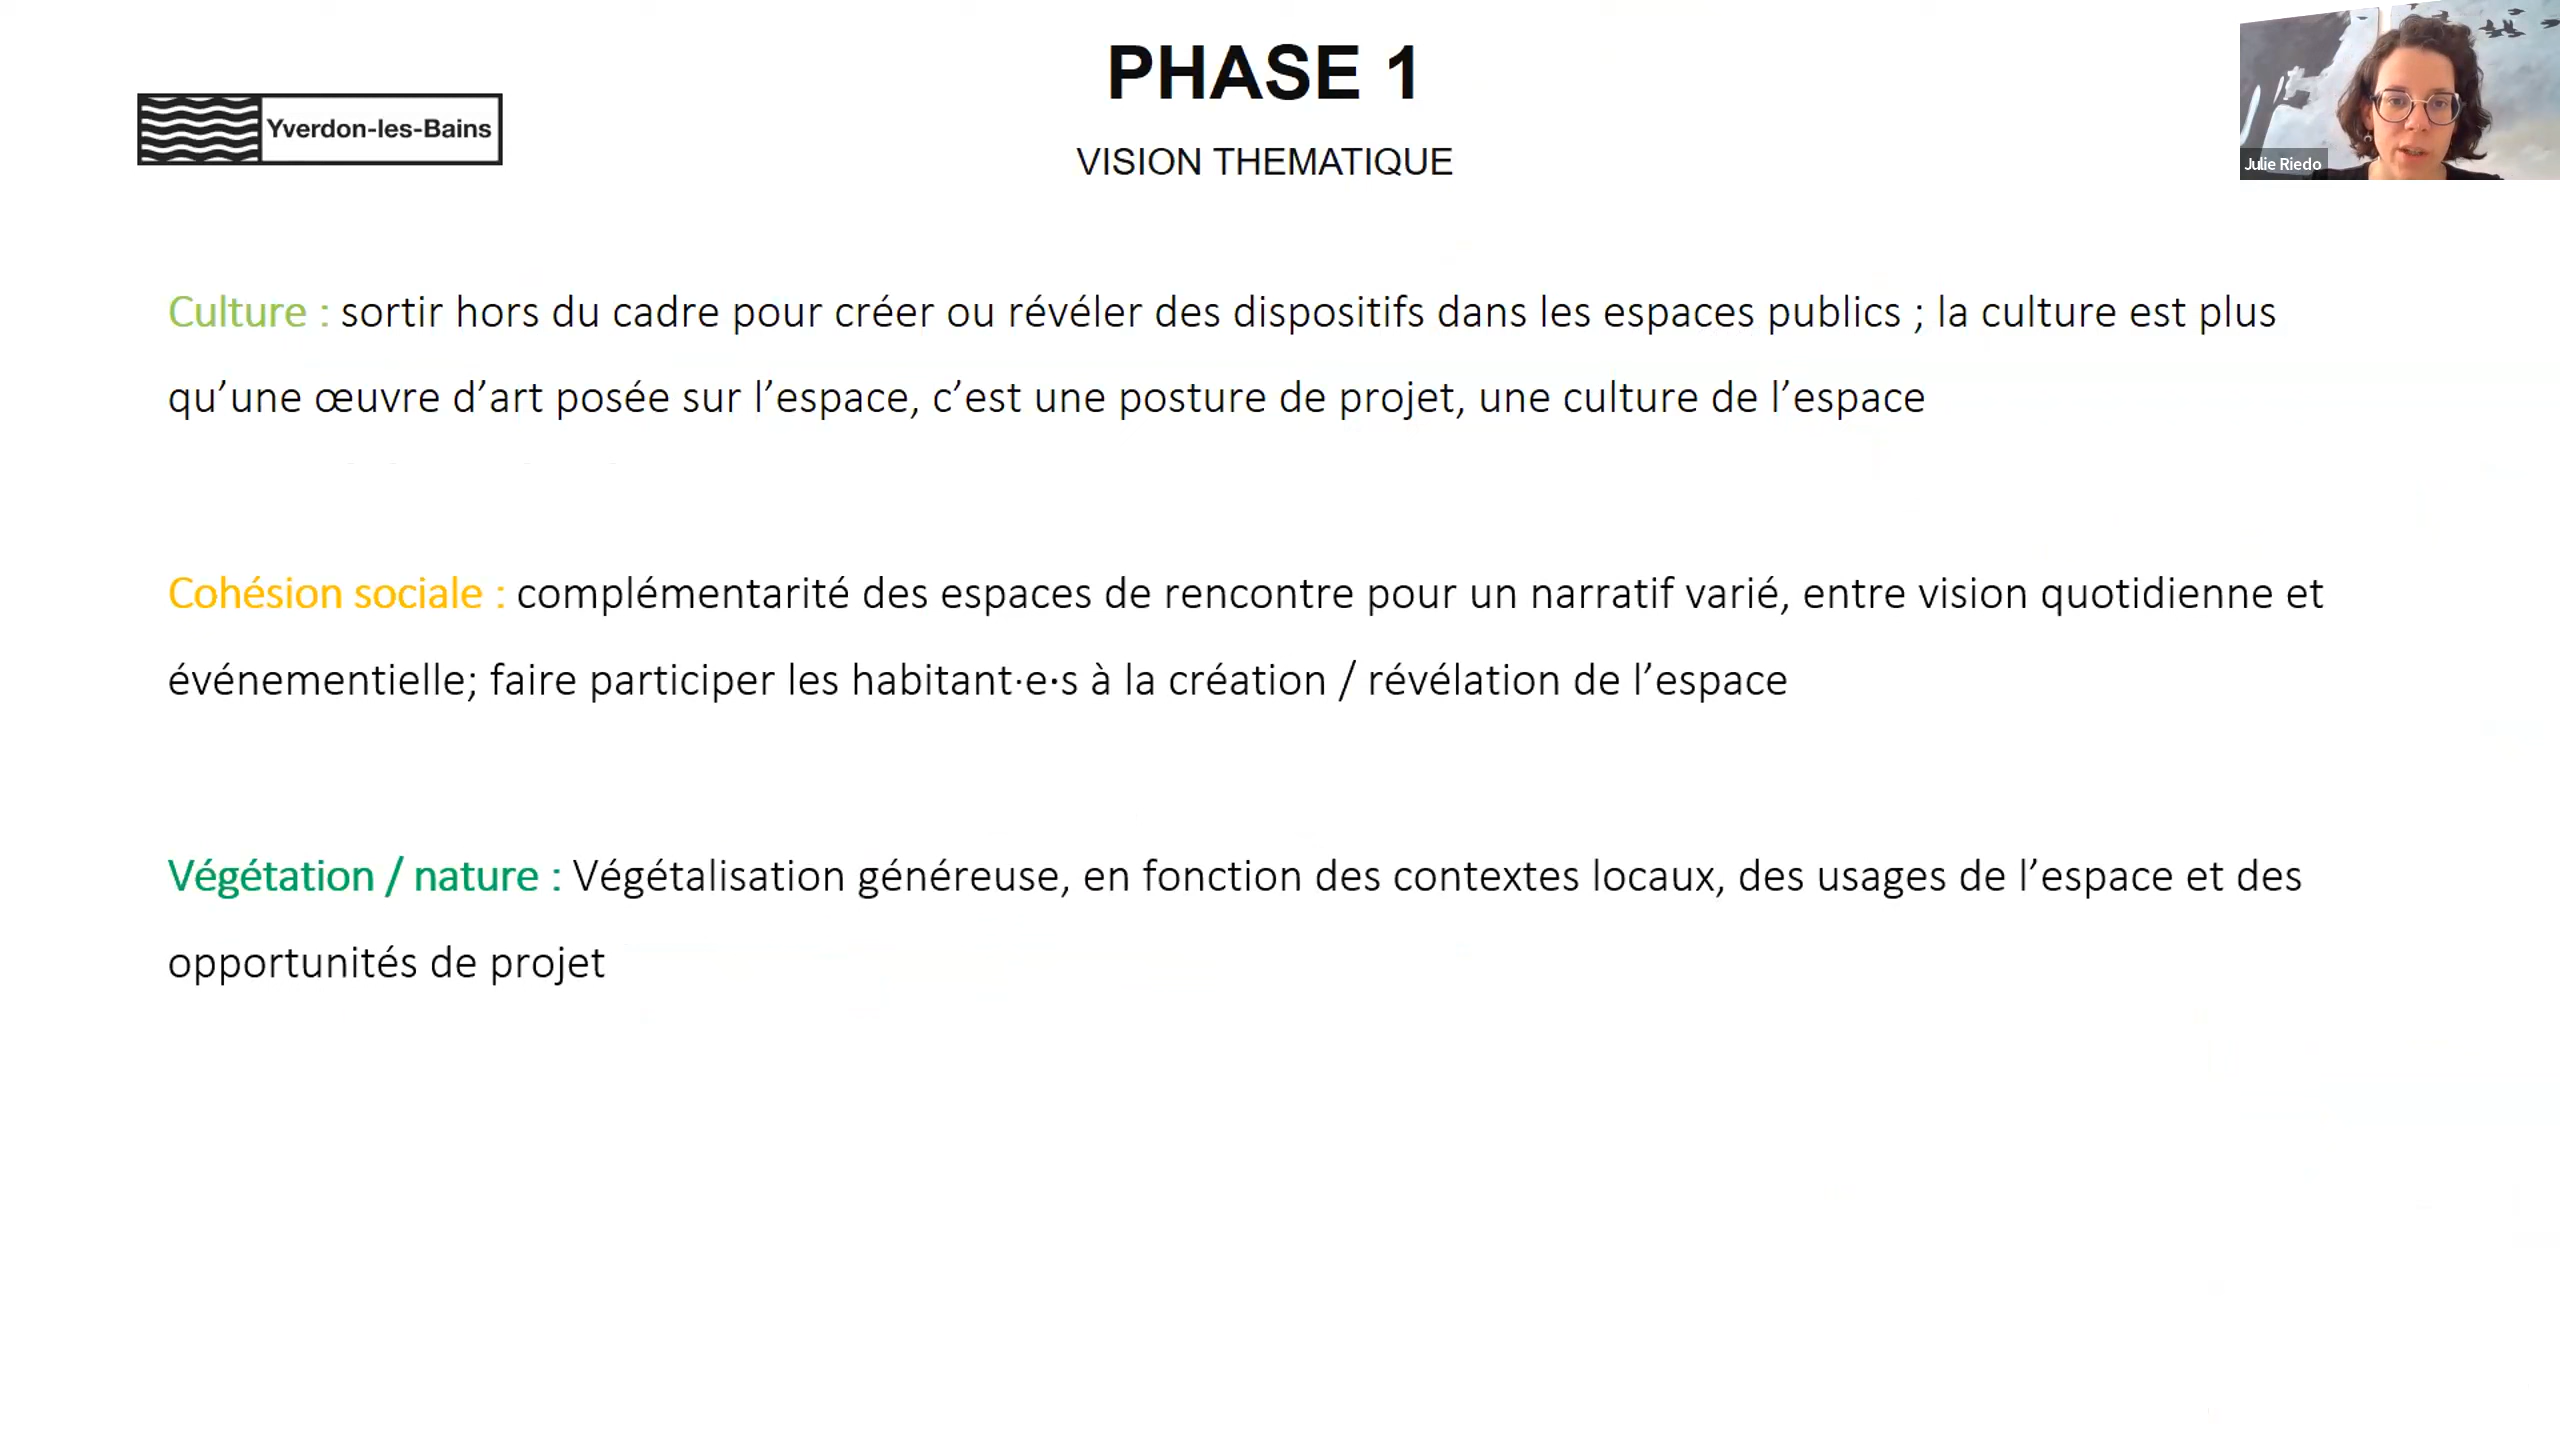 PHASE 1
Yverdon-les-Bains
VISION THEMATIQUE
Julie Riedo
Culture : sortir hors du cadre pour créer ou révéler des dispositifs dans les espaces publics ; la culture est plus
qu’une œuvre d’art posée sur l’espace, c’est une posture de projet, une culture de l’espace
Cohésion sociale : complémentarité des espaces de rencontre pour un narratif varié, entre vision quotidienne et
événementielle; faire participer les habitant·e·s à la création / révélation de l’espace
Végétation / nature : Végétalisation généreuse, en fonction des contextes locaux, des usages de l’espace et des
opportunités de projet